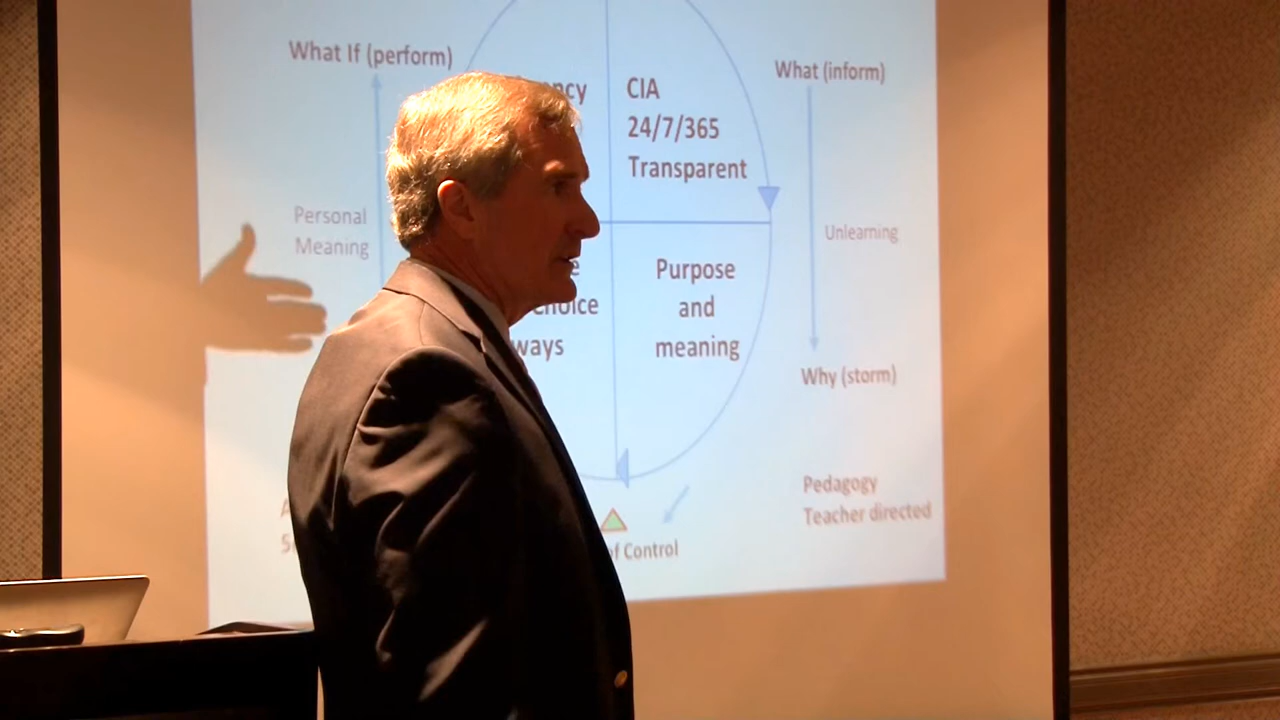 What If (perform)
CIA
24/7/365
Transparent
What (inform)
Personal
Meaning
Unlearning
Purpose
and
meaning
Why (storm)
Pedagogy
Teacher directed
of Control